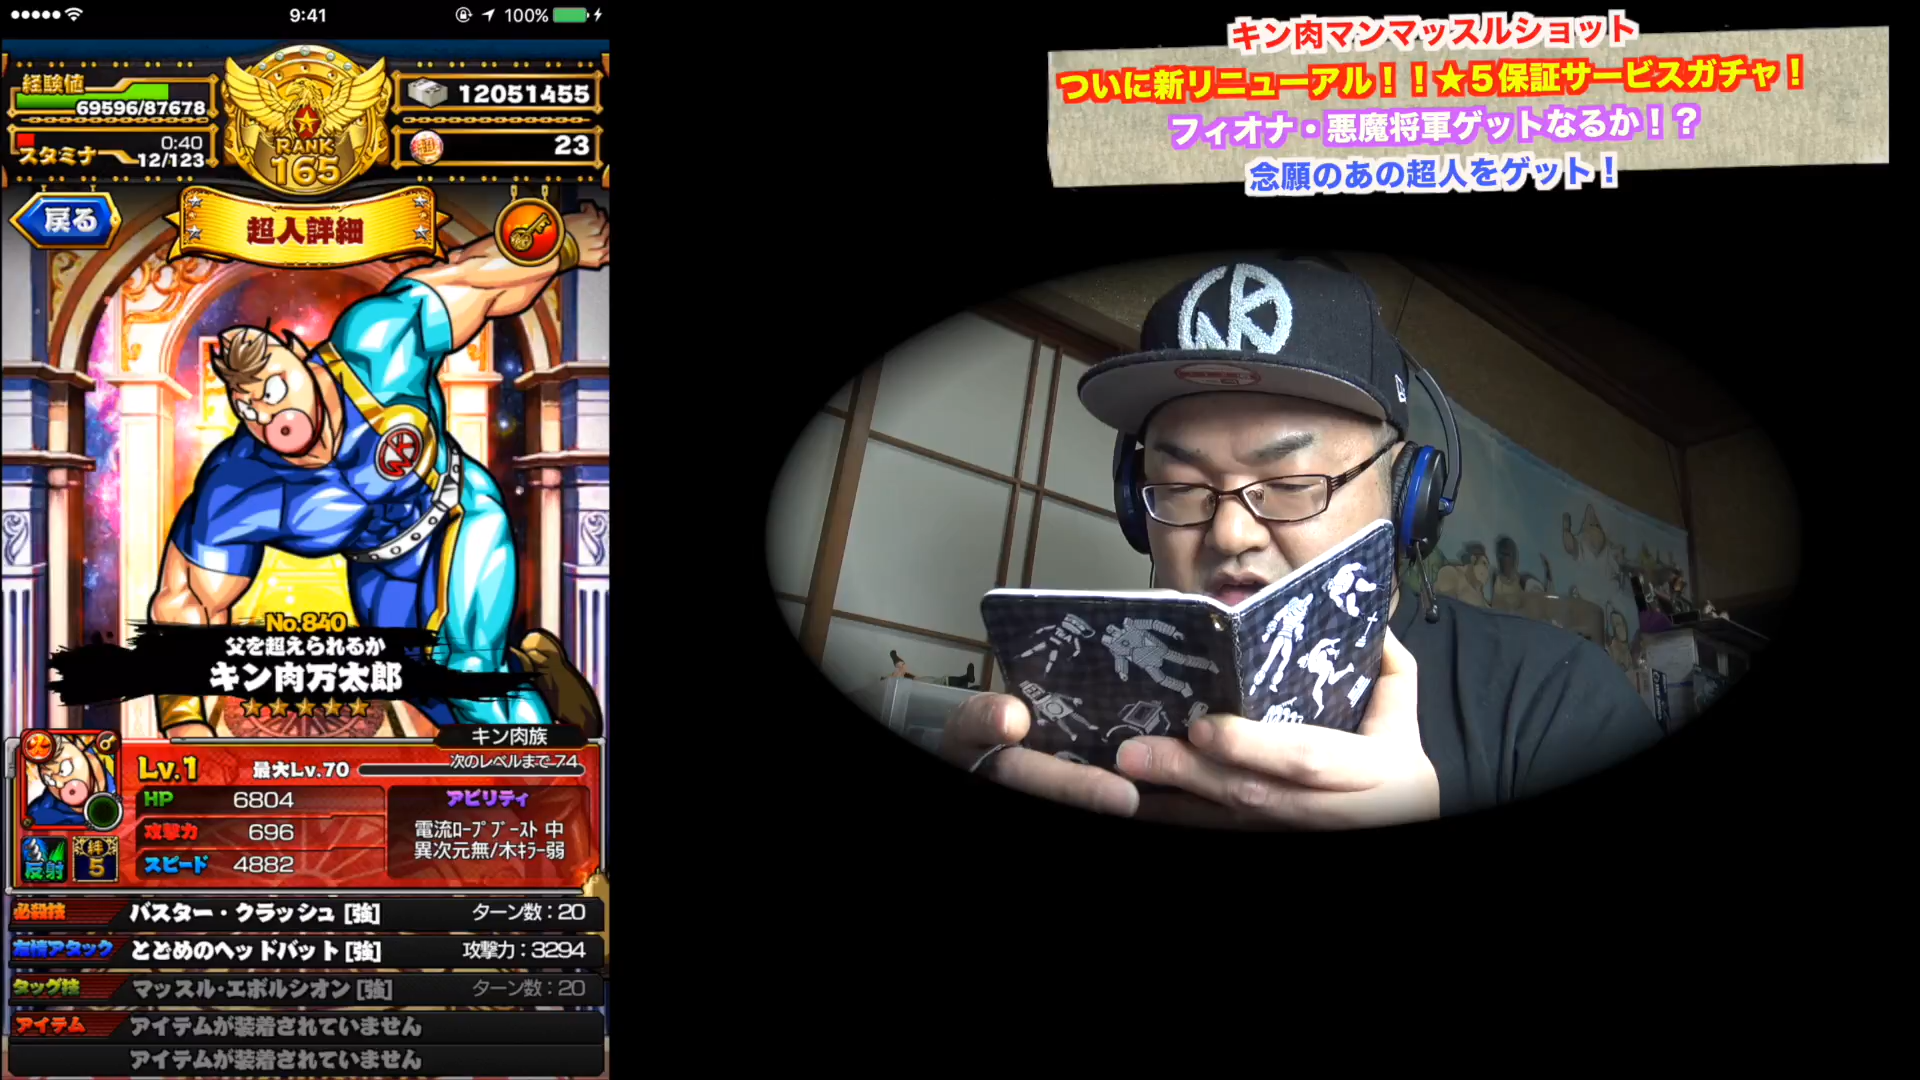 9:41
100%
経験値
69596/87678
スタミナ
0:40
12/123
RANK
165
12051455
超
23
戻る
超人詳細
No.840
父を超えられるか
キン肉万太郎
★★★★★
キン肉族
火
Lv.1
最大Lv.70
次のレベルまで74
HP 6804
攻撃力 696
スピード 4882
反射
絆
5
アビリティ
電流ﾛｰﾌﾟﾌﾞｰｽﾄ 中
異次元無/木ｷﾗｰ弱
必殺技 バスター・クラッシュ [強] ターン数：20
友情アタック とどめのヘッドバット [強] 攻撃力：3294
タッグ技 マッスル･エボルシオン [強] ターン数：20
アイテム アイテムが装着されていません
アイテムが装着されていません
キン肉マンマッスルショット
ついに新リニューアル！！★５保証サービスガチャ！
フィオナ・悪魔将軍ゲットなるか！？
念願のあの超人をゲット！